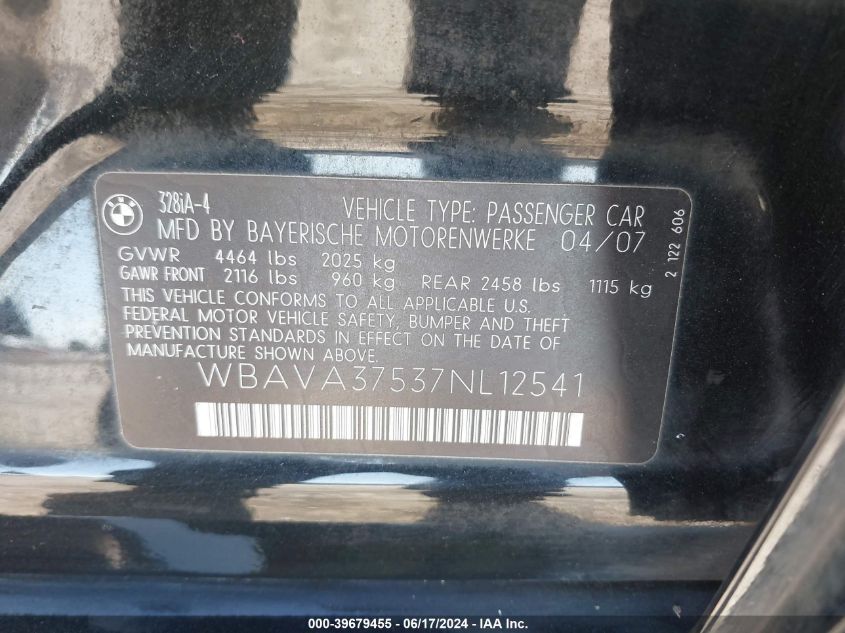 BMW
328iA-4 VEHICLE TYPE: PASSENGER CAR
MFD BY BAYERISCHE MOTORENWERKE 04/07
GVWR 4464 lbs 2025 kg
GAWR FRONT 2116 lbs 960 kg REAR 2458 lbs 1115 kg
THIS VEHICLE CONFORMS TO ALL APPLICABLE U.S.
FEDERAL MOTOR VEHICLE SAFETY, BUMPER AND THEFT
PREVENTION STANDARDS IN EFFECT ON THE DATE OF
MANUFACTURE SHOWN ABOVE.
WBAVA37537NL12541
2 122 606
000-39679455 - 06/17/2024 - IAAI.COM